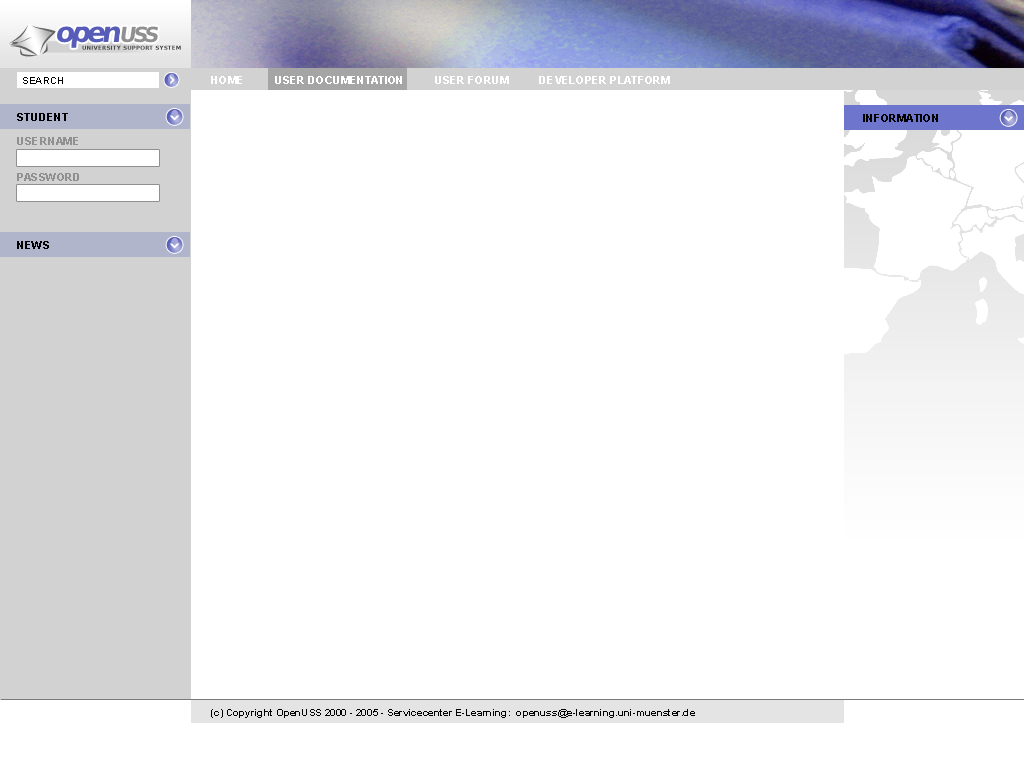 openuss
UNIVERSITY SUPPORT SYSTEM
SEARCH
HOME USER DOCUMENTATION USER FORUM DEVELOPER PLATFORM
STUDENT
INFORMATION
USERNAME
PASSWORD
NEWS
(c) Copyright OpenUSS 2000 - 2005 - Servicecenter E-Learning: openuss@e-learning.uni-muenster.de